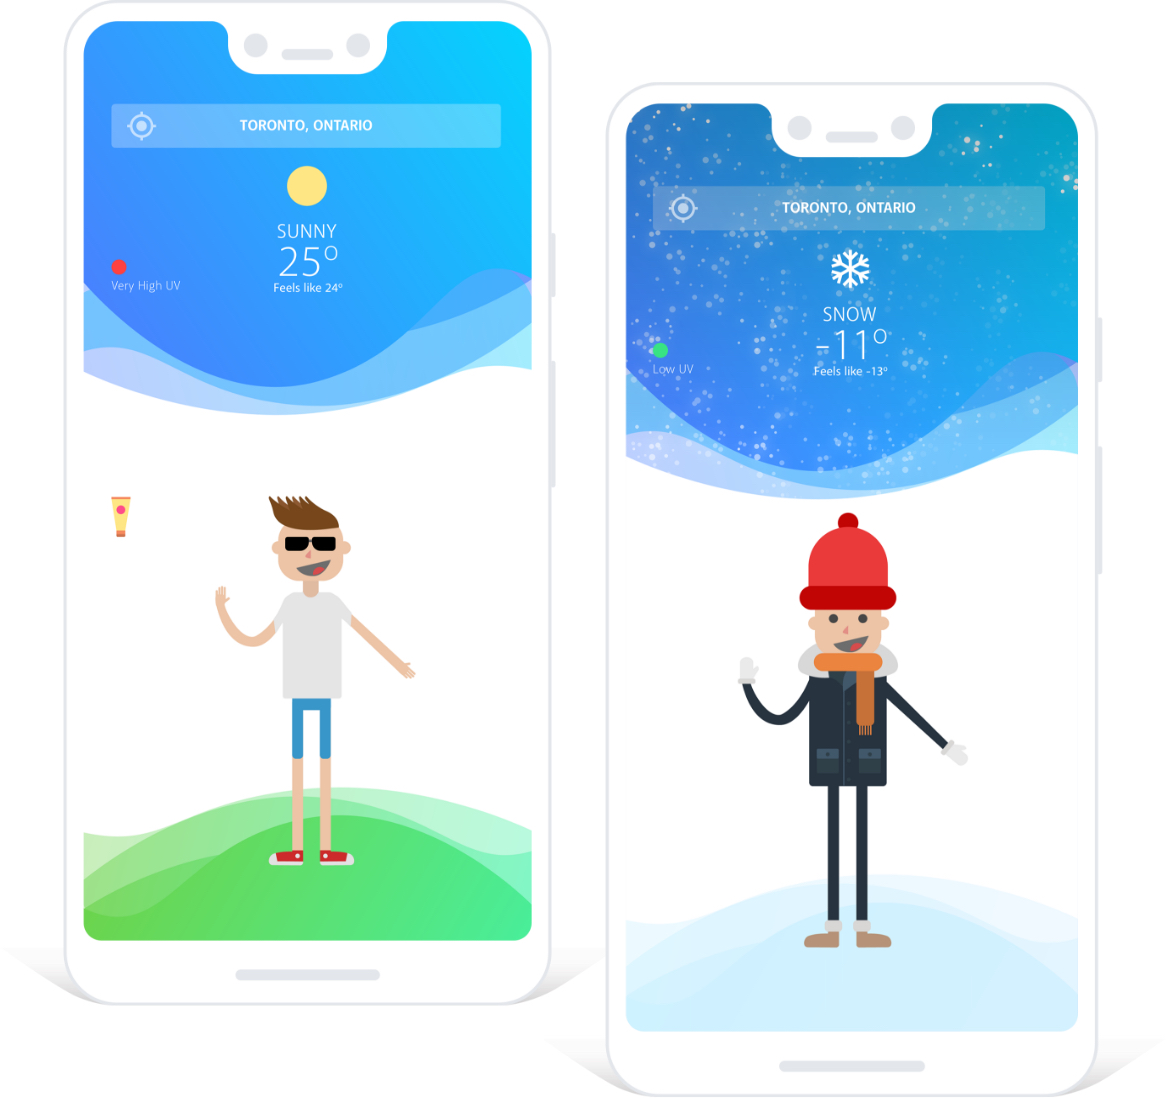 TORONTO, ONTARIO
SUNNY
25°
Feels like 24°
Very High UV
TORONTO, ONTARIO
SNOW
-11°
Feels like -13°
Low UV